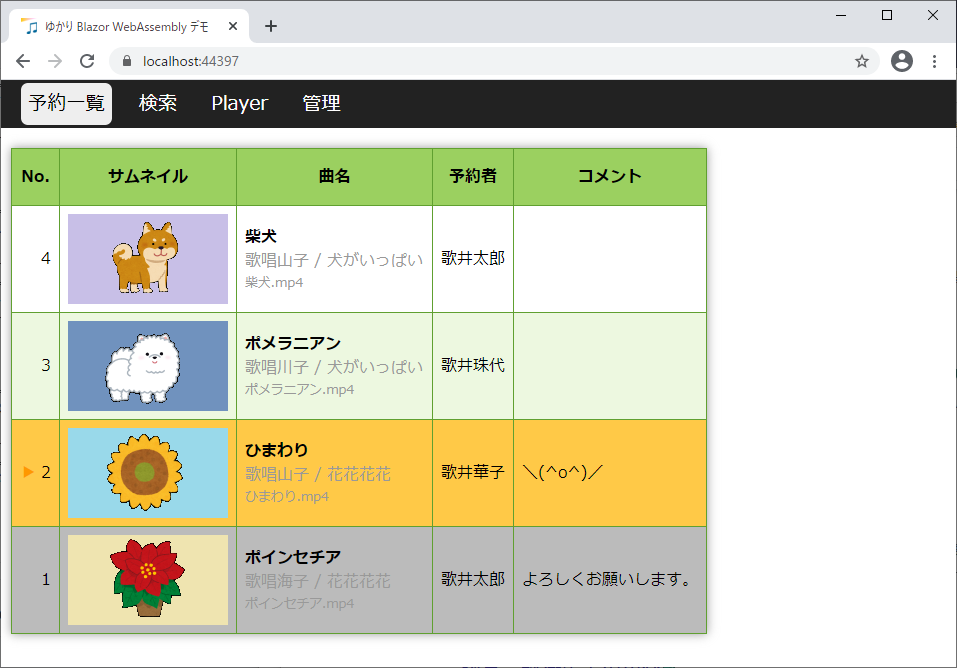 ゆかり Blazor WebAssembly デモ
localhost:44397
予約一覧 検索 Player 管理
No. サムネイル 曲名 予約者 コメント
4 柴犬 歌井太郎
歌唱山子 / 犬がいっぱい
柴犬.mp4
3 ポメラニアン 歌井珠代
歌唱川子 / 犬がいっぱい
ポメラニアン.mp4
2 ひまわり 歌井華子 ＼(^o^)／
歌唱山子 / 花花花花
ひまわり.mp4
1 ポインセチア 歌井太郎 よろしくお願いします。
歌唱海子 / 花花花花
ポインセチア.mp4